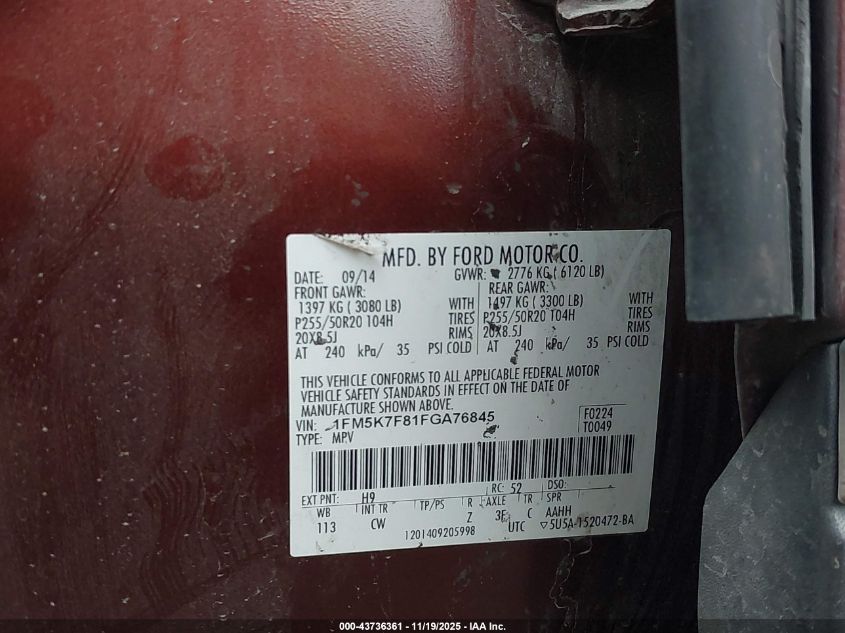 MFD. BY FORD MOTOR CO.
DATE: 09/14 GVWR: 2776 KG ( 6120 LB)
FRONT GAWR: REAR GAWR:
1397 KG ( 3080 LB) WITH 1497 KG ( 3300 LB) WITH
P255/50R20 104H TIRES P255/50R20 104H TIRES
20X8.5J RIMS 20X8.5J RIMS
AT 240 kPa/ 35 PSI COLD AT 240 kPa/ 35 PSI COLD
THIS VEHICLE CONFORMS TO ALL APPLICABLE FEDERAL MOTOR
VEHICLE SAFETY STANDARDS IN EFFECT ON THE DATE OF
MANUFACTURE SHOWN ABOVE.
VIN: 1FM5K7F81FGA76845 F0224
TYPE: MPV T0049
EXT PNT: H9 RC: 52 DSO:
WB INT TR TP/PS R AXLE TR SPR
113 CW Z 3F C AAHH
1201409205998 UTC ▽5U5A-1520472-BA
000-43736361 - 11/19/2025 - IAA Inc.